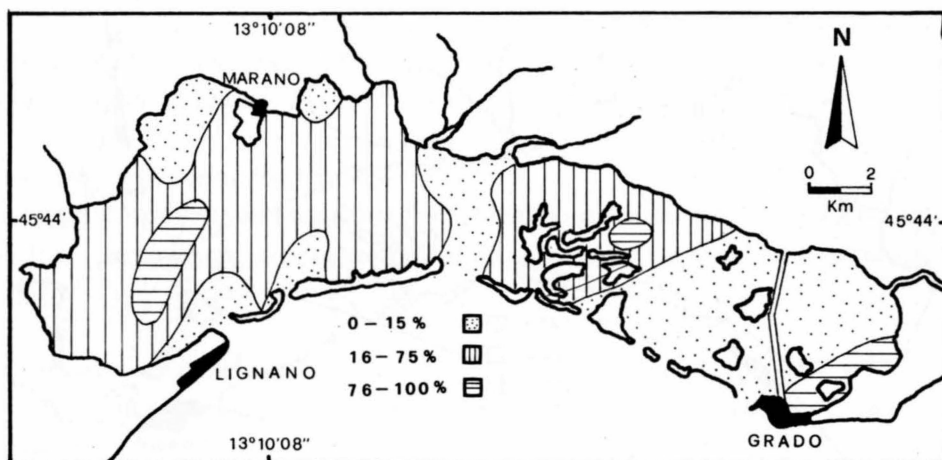 13°10'08"
MARANO
N
0 2
Km
45°44' 45°44'
0–15%
16–75%
76–100%
LIGNANO
GRADO
13°10'08"